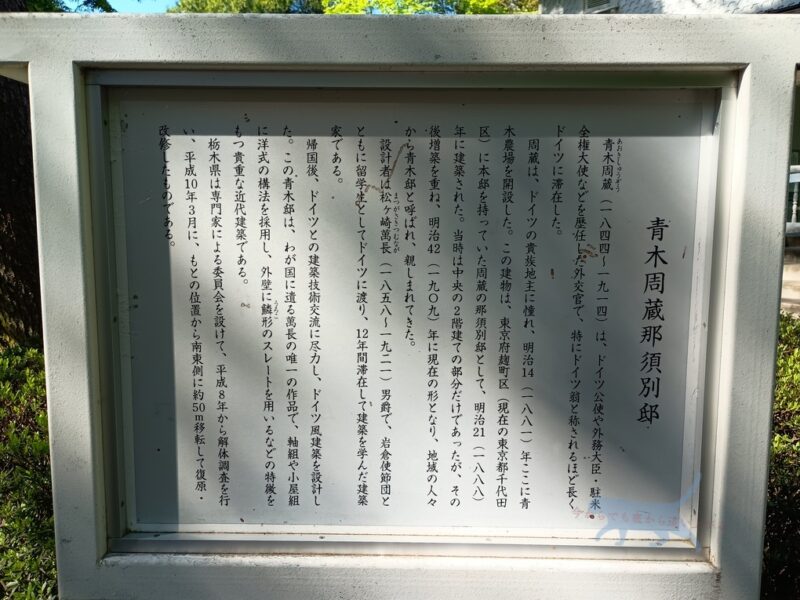 青木周蔵那須別邸
あおきしゅうぞう
青木周蔵(一八四四~一九一四)は、ドイツ公使や外務大臣・駐米
全権大使などを歴任した外交官で、特にドイツ翁と称されるほど長く
ドイツに滞在した。
周蔵は、ドイツの貴族地主に憧れ、明治14(一八八一)年ここに青
木農場を開設した。この建物は、東京府麹町区(現在の東京都千代田
区)に本邸を持っていた周蔵の那須別邸として、明治21(一八八八)
年に建築された。当時は中央の2階建ての部分だけであったが、その
後増築を重ね、明治42(一九〇九)年に現在の形となり、地域の人々
から青木邸と呼ばれ、親しまれてきた。
まつがさきつむなが
設計者は松ヶ崎萬長(一八五八~一九二一)男爵で、岩倉使節団と
ともに留学生としてドイツに渡り、12年間滞在して建築を学んだ建築
家である。
帰国後、ドイツとの建築技術交流に尽力し、ドイツ風建築を設計し
た。この青木邸は、わが国に遺る萬長の唯一の作品で、軸組や小屋組
に洋式の構法を採用し、外壁に鱗形のスレートを用いるなどの特徴を
うろこ
もつ貴重な近代建築である。
栃木県は専門家による委員会を設けて、平成8年から解体調査を行
い、平成10年3月に、もとの位置から南東側に約50m移転して復原・
改修したものである。